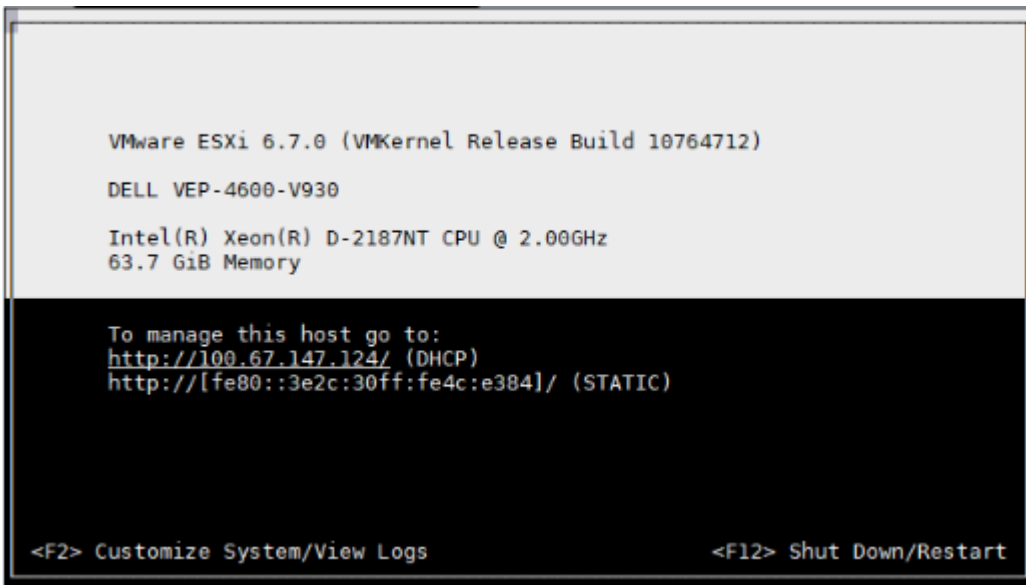 VMware ESXi 6.7.0 (VMKernel Release Build 10764712)
DELL VEP-4600-V930
Intel(R) Xeon(R) D-2187NT CPU @ 2.00GHz
63.7 GiB Memory
To manage this host go to:
http://100.67.147.124/ (DHCP)
http://[fe80::3e2c:30ff:fe4c:e384]/ (STATIC)
<F2> Customize System/View Logs <F12> Shut Down/Restart